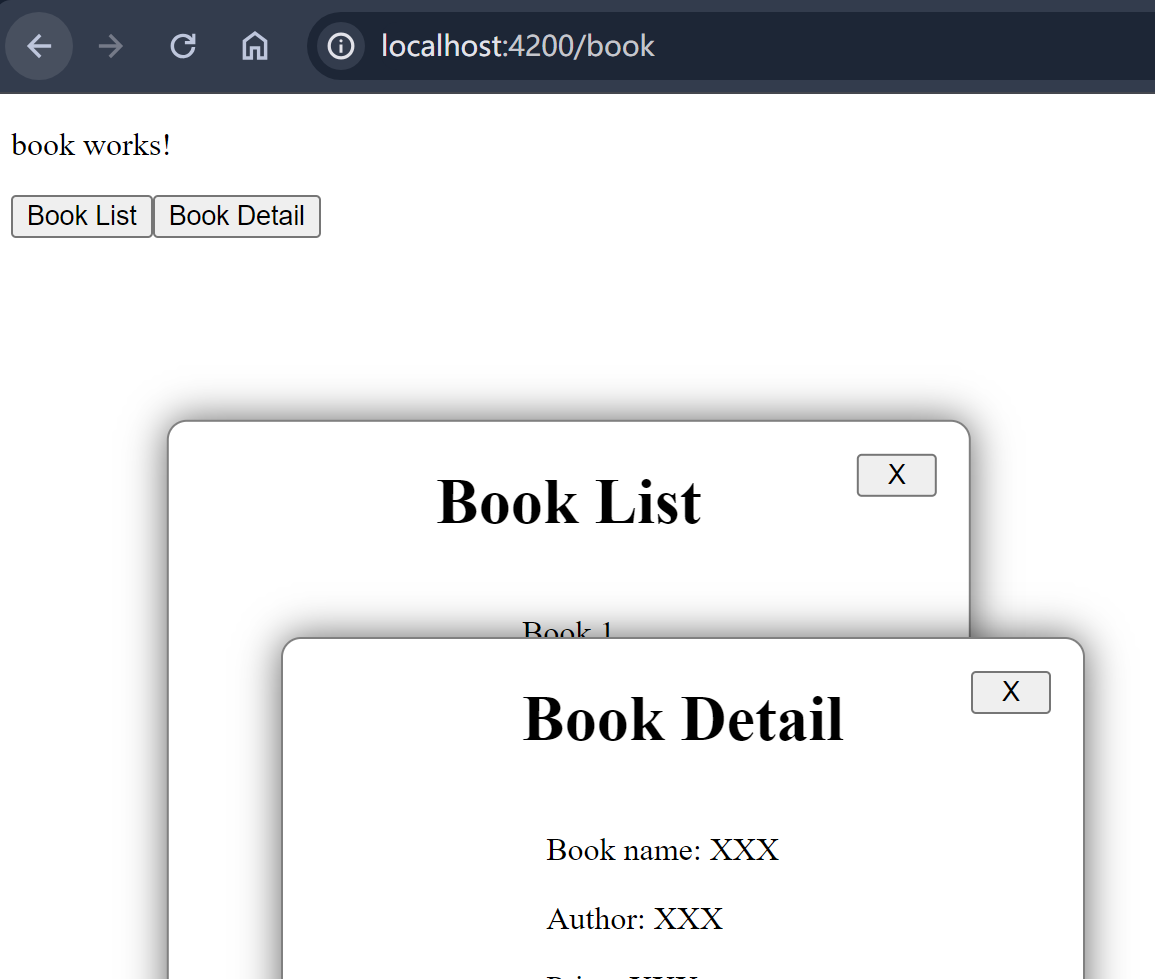 localhost:4200/book
book works!
Book List Book Detail
X
Book List
Book 1
X
Book Detail
Book name: XXX
Author: XXX